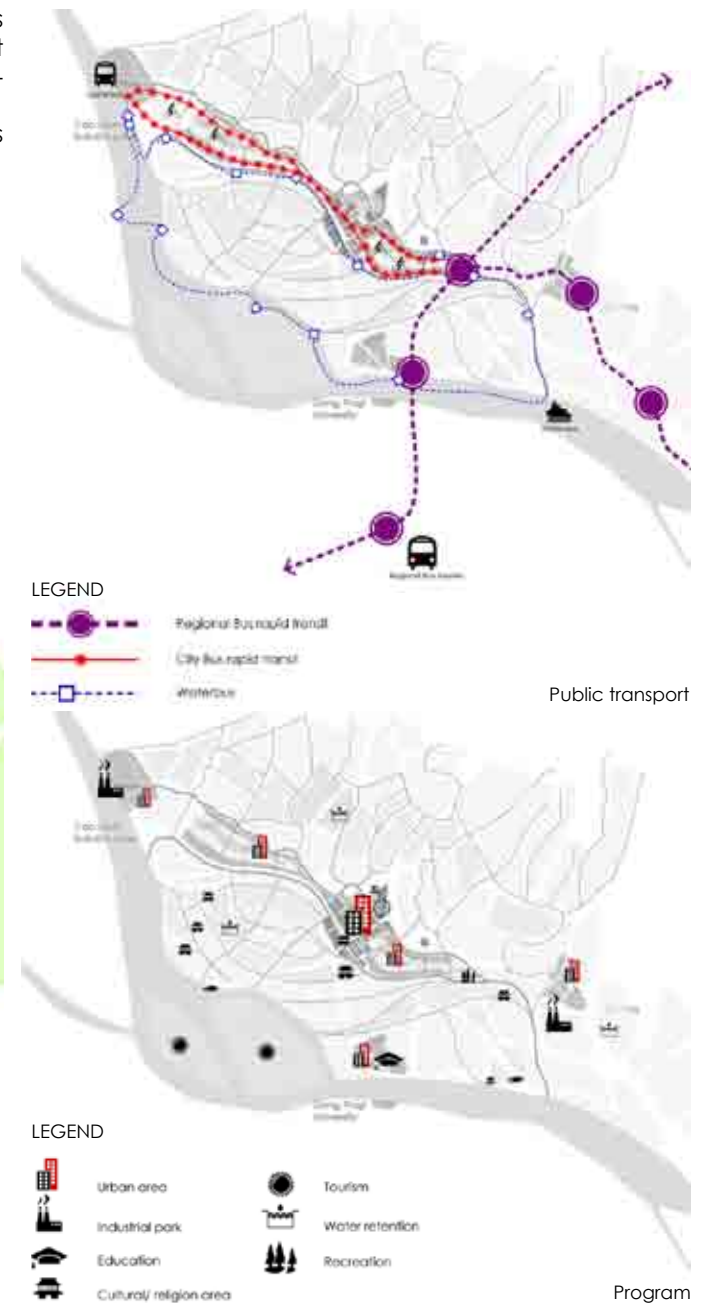 s
t
-
s
LEGEND
Regional Bus rapid transit
City Bus rapid transit
Waterbus
Public transport
LEGEND
Urban area
Industrial park
Education
Cultural/ religion area
Tourism
Water retention
Recreation
Program